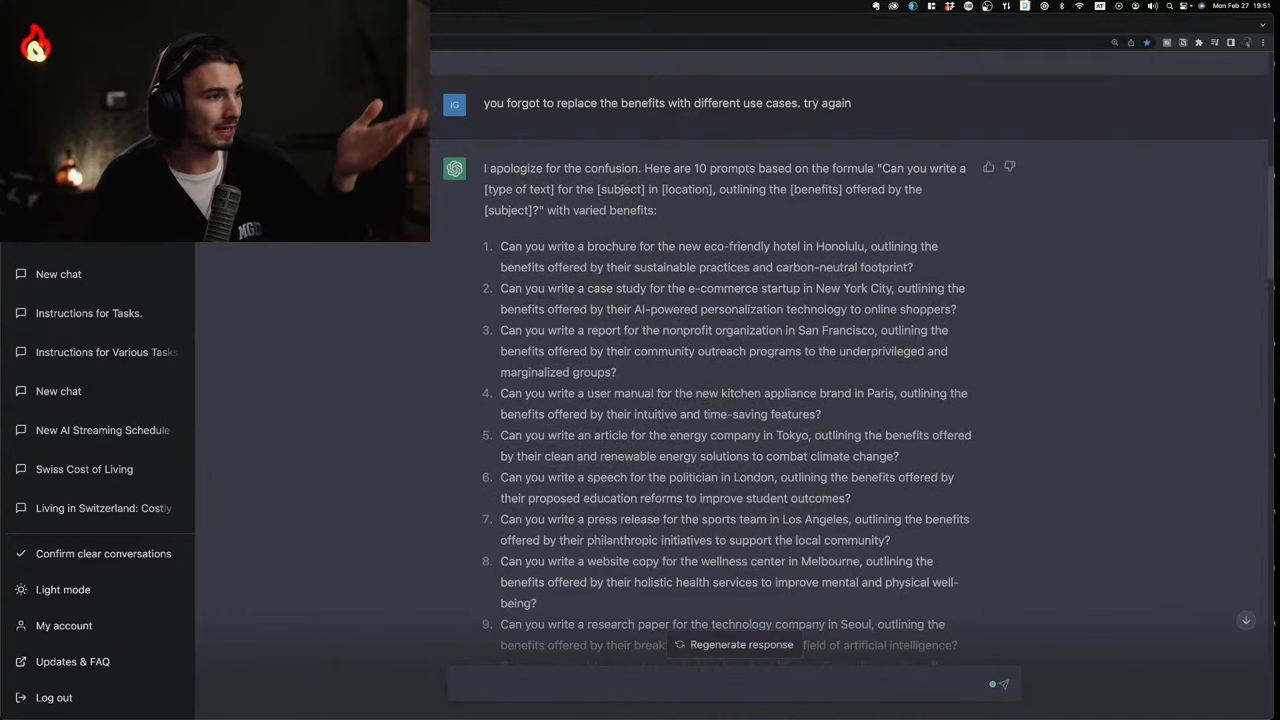 Mon Feb 27 19:51
IG
you forgot to replace the benefits with different use cases. try again
I apologize for the confusion. Here are 10 prompts based on the formula "Can you write a
[type of text] for the [subject] in [location], outlining the [benefits] offered by the
[subject]?" with varied benefits:
1. Can you write a brochure for the new eco-friendly hotel in Honolulu, outlining the
benefits offered by their sustainable practices and carbon-neutral footprint?
2. Can you write a case study for the e-commerce startup in New York City, outlining the
benefits offered by their AI-powered personalization technology to online shoppers?
3. Can you write a report for the nonprofit organization in San Francisco, outlining the
benefits offered by their community outreach programs to the underprivileged and
marginalized groups?
4. Can you write a user manual for the new kitchen appliance brand in Paris, outlining the
benefits offered by their intuitive and time-saving features?
5. Can you write an article for the energy company in Tokyo, outlining the benefits offered
by their clean and renewable energy solutions to combat climate change?
6. Can you write a speech for the politician in London, outlining the benefits offered by
their proposed education reforms to improve student outcomes?
7. Can you write a press release for the sports team in Los Angeles, outlining the benefits
offered by their philanthropic initiatives to support the local community?
8. Can you write a website copy for the wellness center in Melbourne, outlining the
benefits offered by their holistic health services to improve mental and physical well-
being?
9. Can you write a research paper for the technology company in Seoul, outlining the
benefits offered by their break field of artificial intelligence?
Regenerate response
New chat
Instructions for Tasks.
Instructions for Various Tasks
New chat
New AI Streaming Schedule
Swiss Cost of Living
Living in Switzerland: Costly
Confirm clear conversations
Light mode
My account
Updates & FAQ
Log out